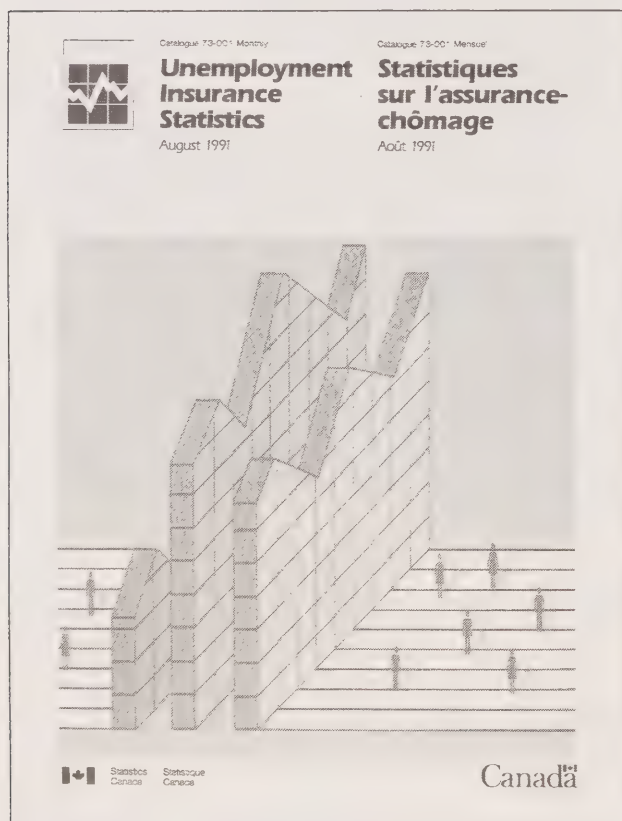 Catalogue 73-001 Monthly
Unemployment
Insurance
Statistics
August 1991
Catalogue 73-001 Mensuel
Statistiques
sur l'assurance-
chômage
Août 1991
Statistics
Canada
Statistique
Canada
Canada